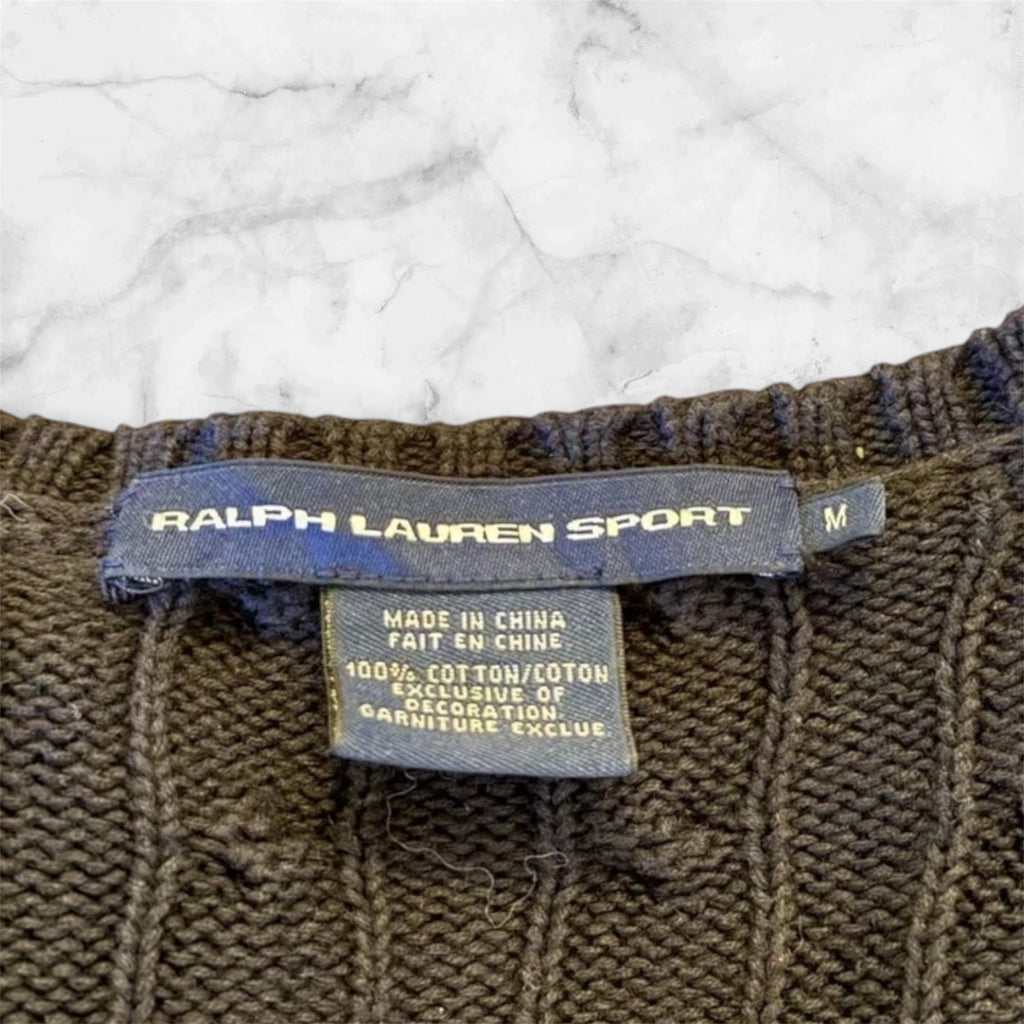 RALPH LAUREN SPORT
M
MADE IN CHINA
FAIT EN CHINE
100% COTTON/COTON
EXCLUSIVE OF
DECORATION
GARNITURE EXCLUE